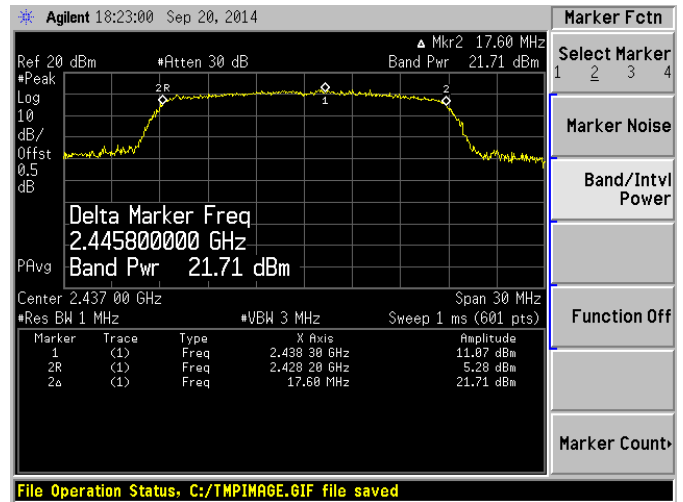 Agilent 18:23:00 Sep 20, 2014
Marker Fctn
Δ Mkr2 17.60 MHz
Ref 20 dBm #Atten 30 dB Band Pwr 21.71 dBm
#Peak
Log
10
dB/
Offst
0.5
dB
2R
1
2
Delta Marker Freq
2.445800000 GHz
Band Pwr 21.71 dBm
PAvg
Center 2.437 00 GHz Span 30 MHz
#Res BW 1 MHz #VBW 3 MHz Sweep 1 ms (601 pts)
Marker Trace Type X Axis Amplitude
1 (1) Freq 2.438 30 GHz 11.07 dBm
2R (1) Freq 2.428 20 GHz 5.28 dBm
2Δ (1) Freq 17.60 MHz 21.71 dBm
Select Marker
1 2 3 4
Marker Noise
Band/Intvl
Power
Function Off
Marker Count
File Operation Status, C:/TMPIMAGE.GIF file saved